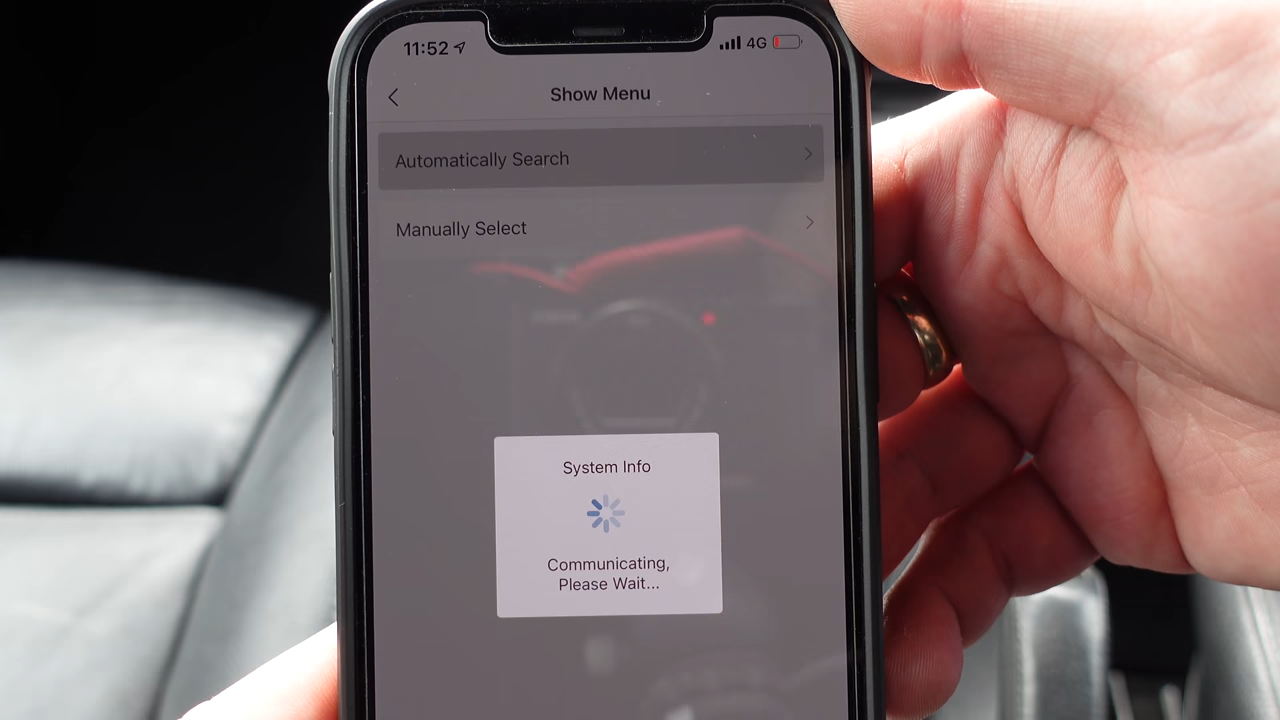 11:52 4G
Show Menu
Automatically Search
Manually Select
System Info
Communicating,
Please Wait...